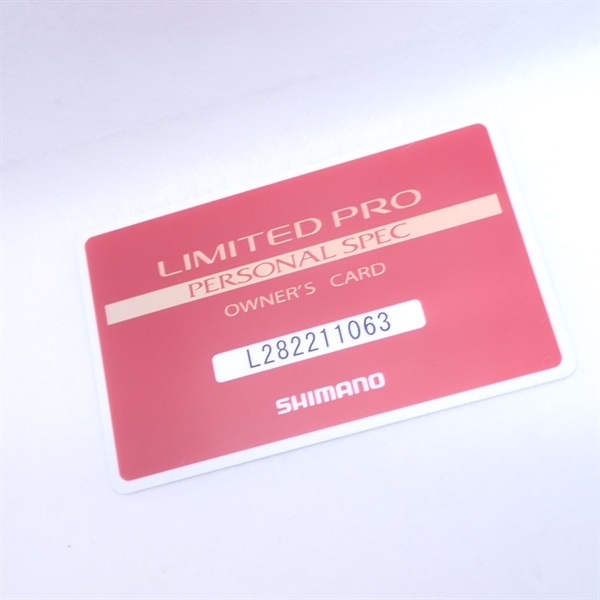 LIMITED PRO
PERSONAL SPEC
OWNER'S CARD
L282211063
SHIMANO